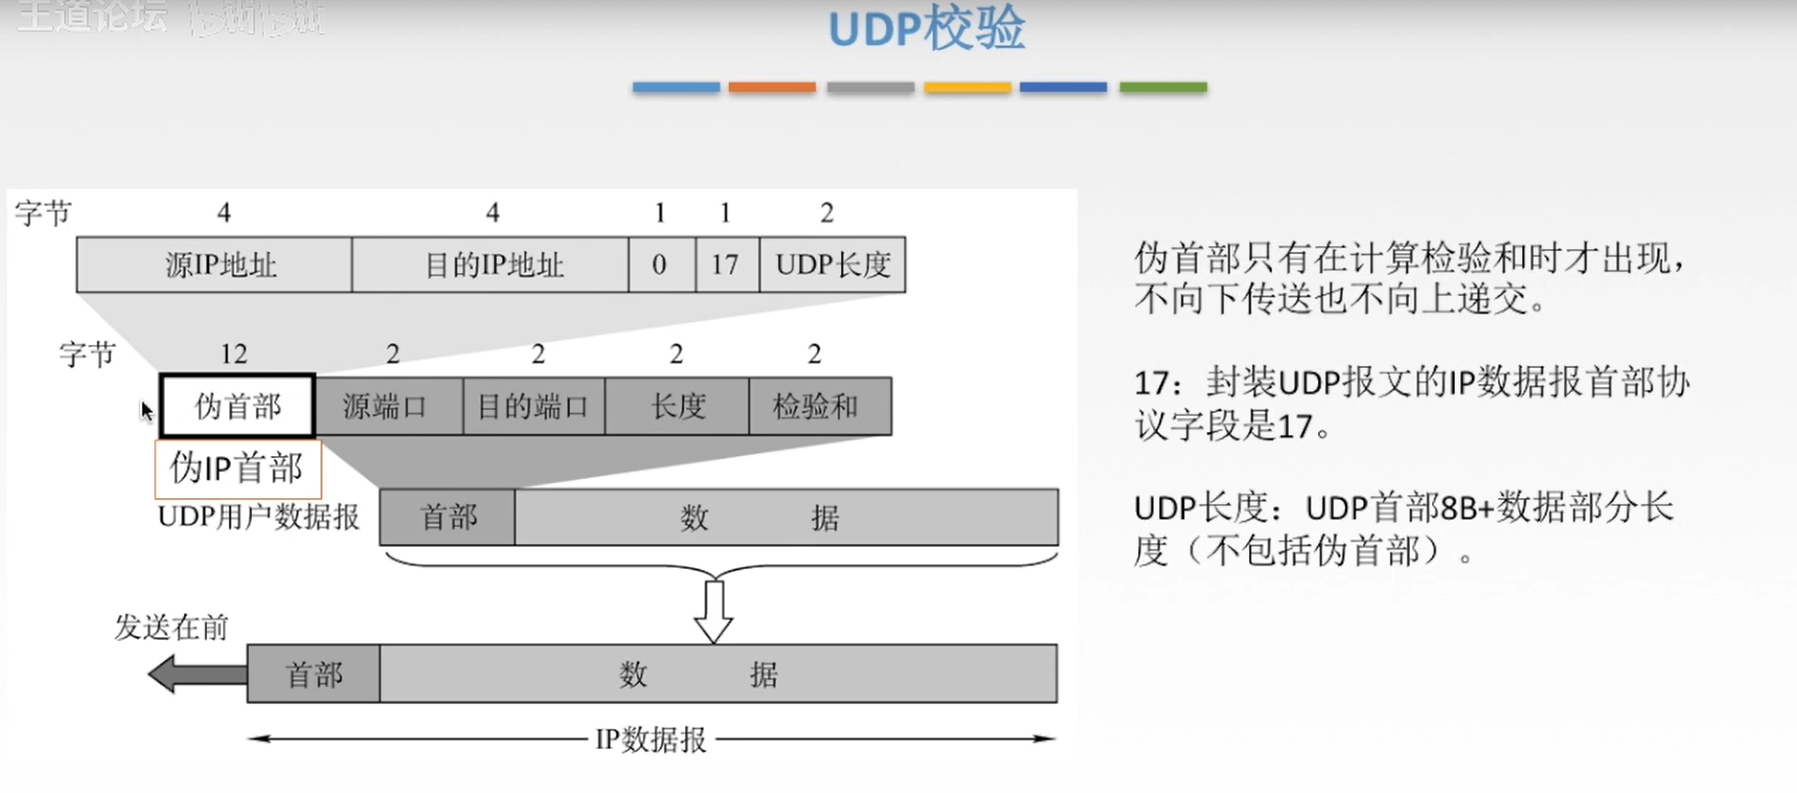 王道论坛 bilibili
UDP校验
字节 4 4 1 1 2
源IP地址 目的IP地址 0 17 UDP长度
字节 12 2 2 2 2
伪首部 源端口 目的端口 长度 检验和
伪IP首部
UDP用户数据报 首部 数 据
发送在前
首部 数 据
IP数据报
伪首部只有在计算检验和时才出现，
不向下传送也不向上递交。
17：封装UDP报文的IP数据报首部协
议字段是17。
UDP长度：UDP首部8B+数据部分长
度（不包括伪首部）。